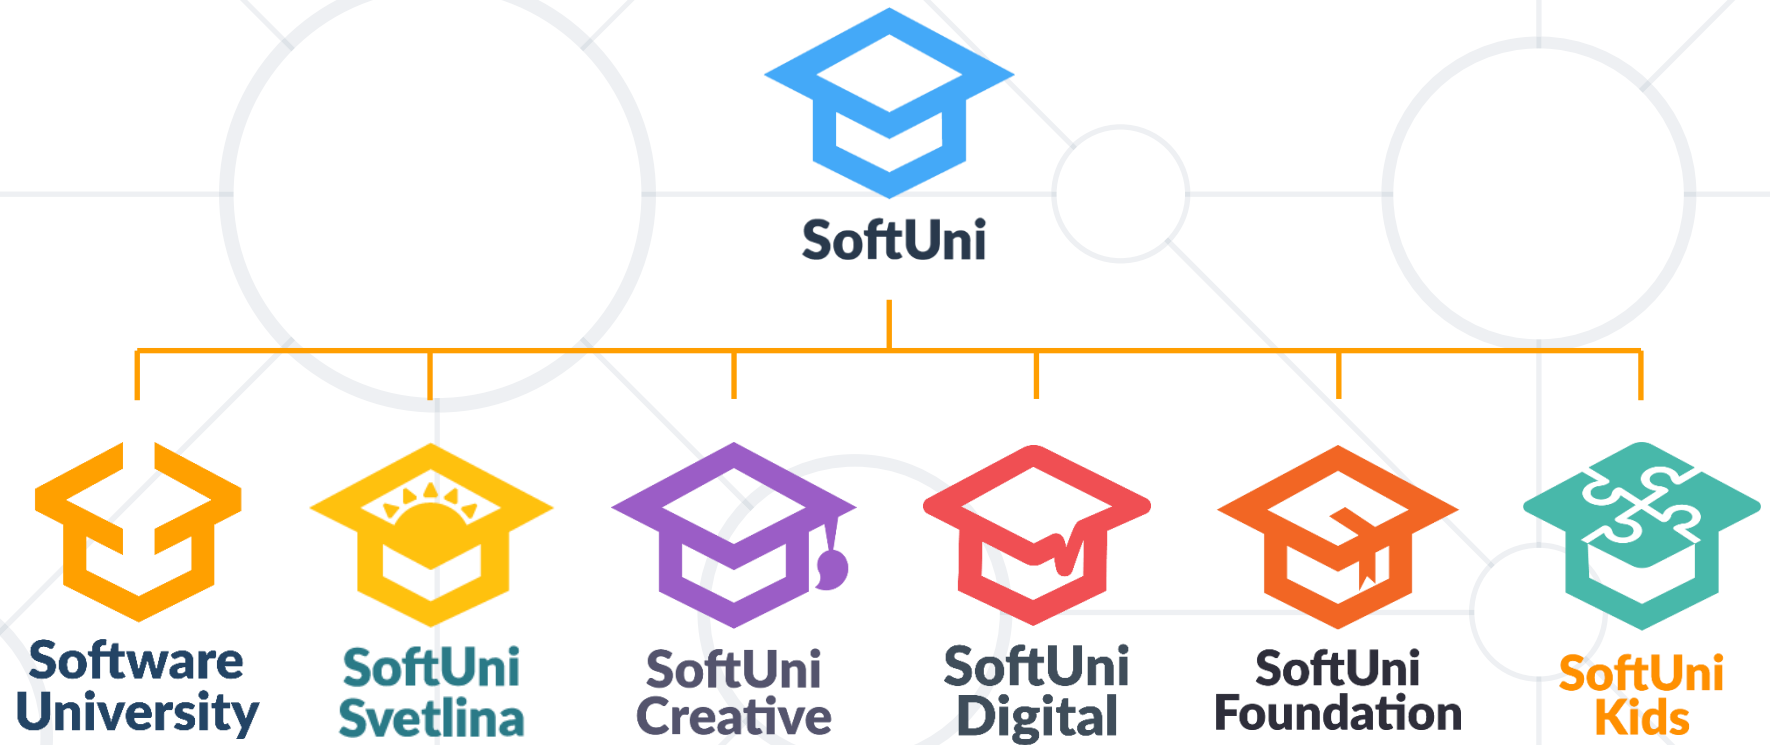 SoftUni
Software
University
SoftUni
Svetlina
SoftUni
Creative
SoftUni
Digital
SoftUni
Foundation
SoftUni
Kids